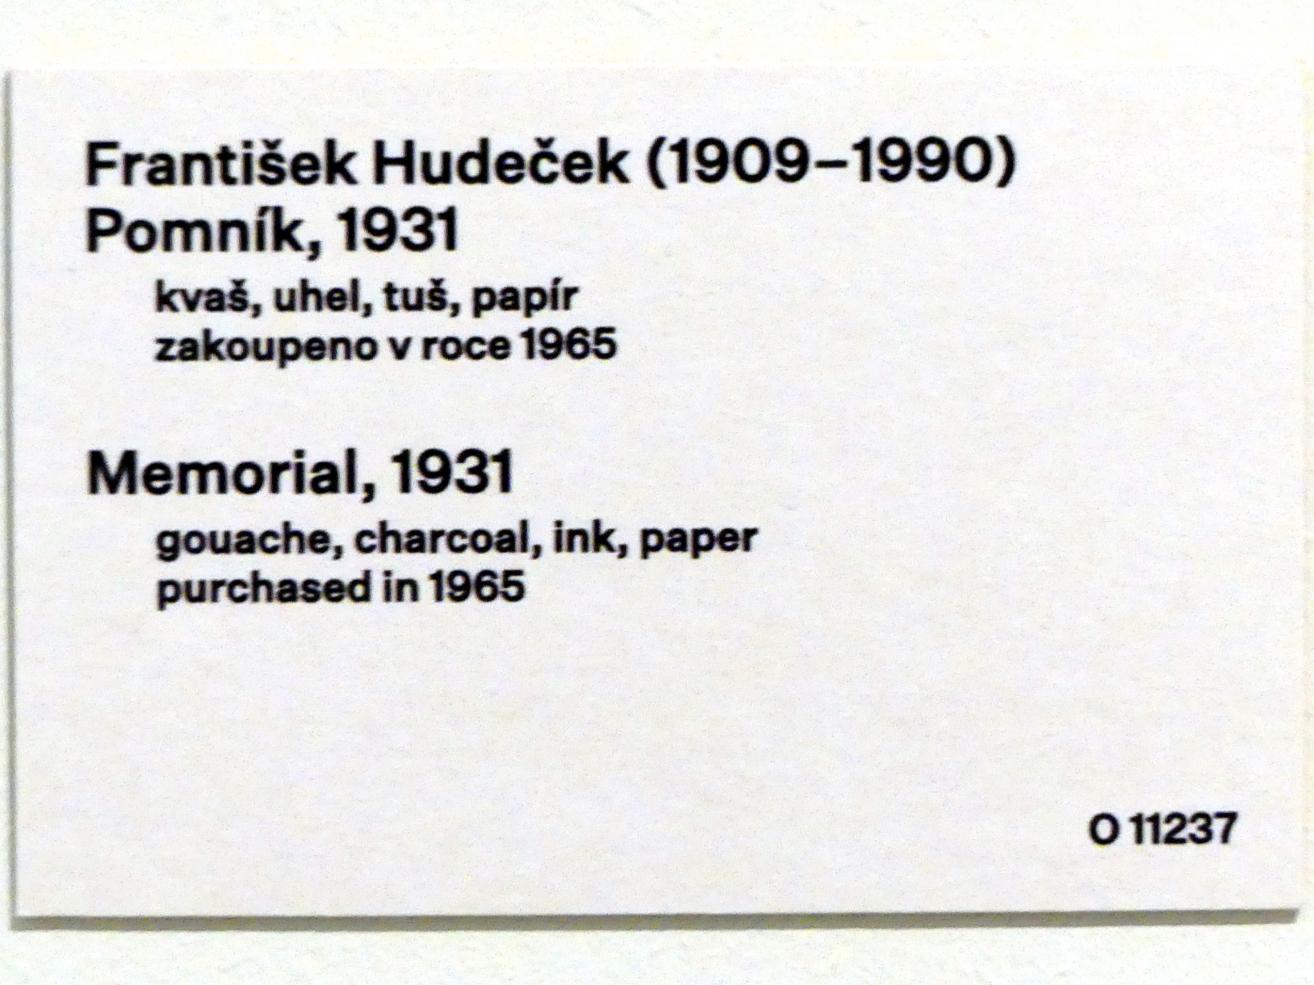 František Hudeček (1909–1990)
Pomník, 1931
kvaš, uhel, tuš, papír
zakoupeno v roce 1965
Memorial, 1931
gouache, charcoal, ink, paper
purchased in 1965
O 11237